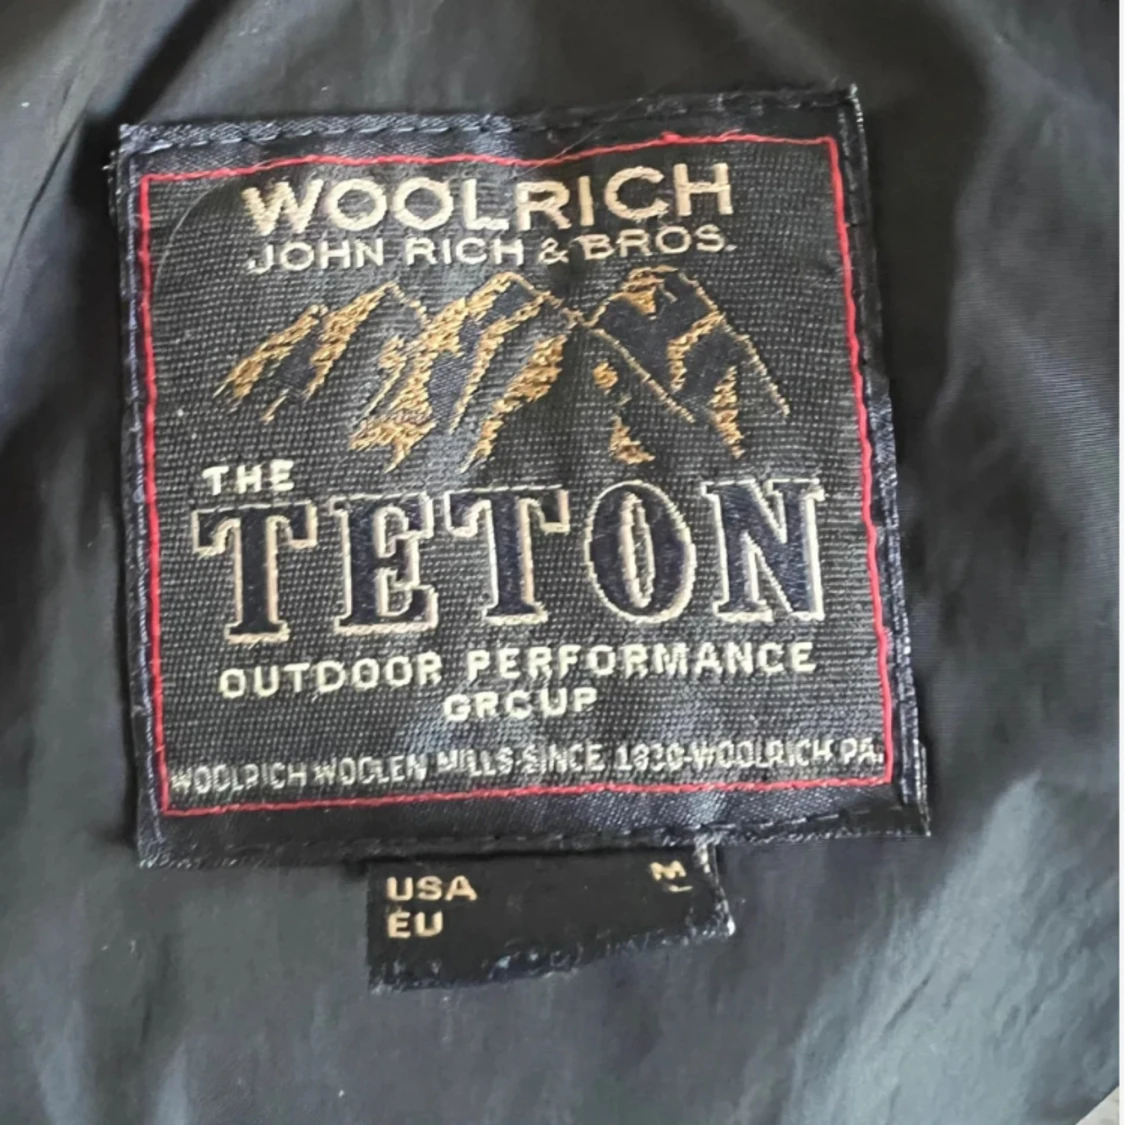 WOOLRICH
JOHN RICH & BROS.
THE
TETON
OUTDOOR PERFORMANCE
GROUP
WOOLRICH WOOLEN MILLS SINCE 1830-WOOLRICH PA.
USA M
EU